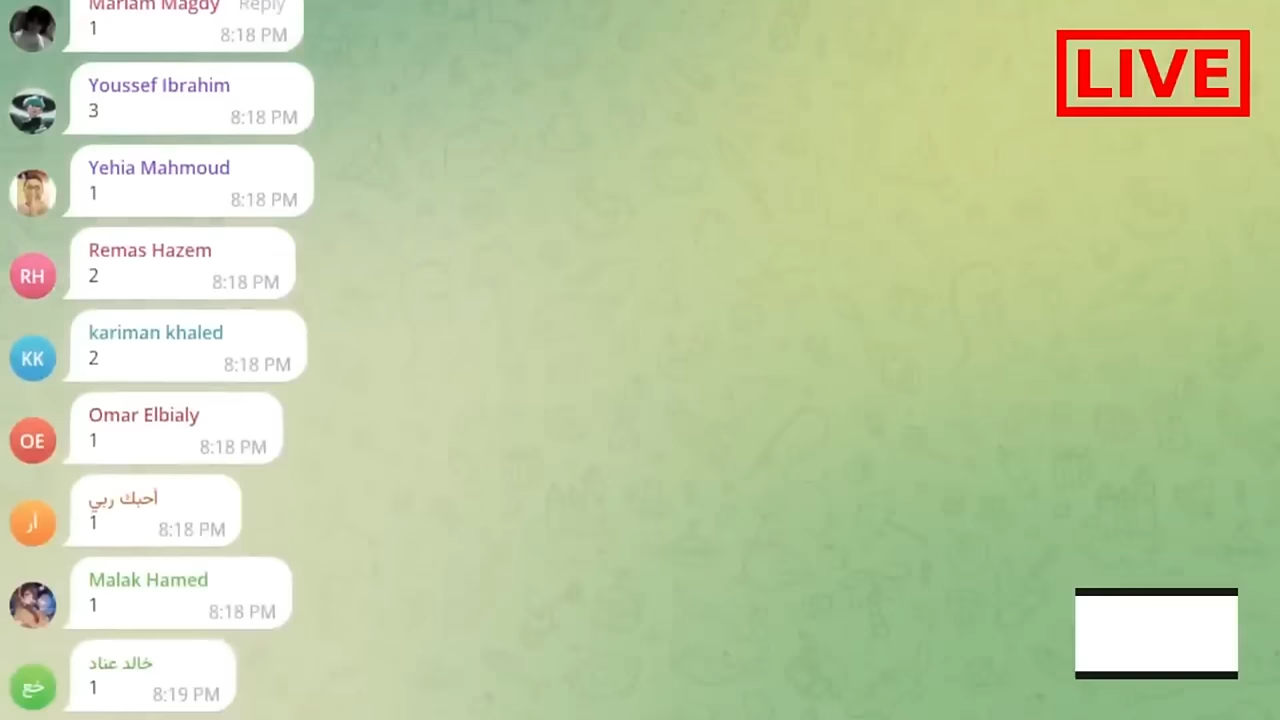 Mariam Magdy Reply
1 8:18 PM
LIVE
Youssef Ibrahim
3 8:18 PM
Yehia Mahmoud
1 8:18 PM
RH
Remas Hazem
2 8:18 PM
KK
kariman khaled
2 8:18 PM
OE
Omar Elbialy
1 8:18 PM
أر
أحبك ربي
1 8:18 PM
Malak Hamed
1 8:18 PM
خع
خالد عناد
1 8:19 PM